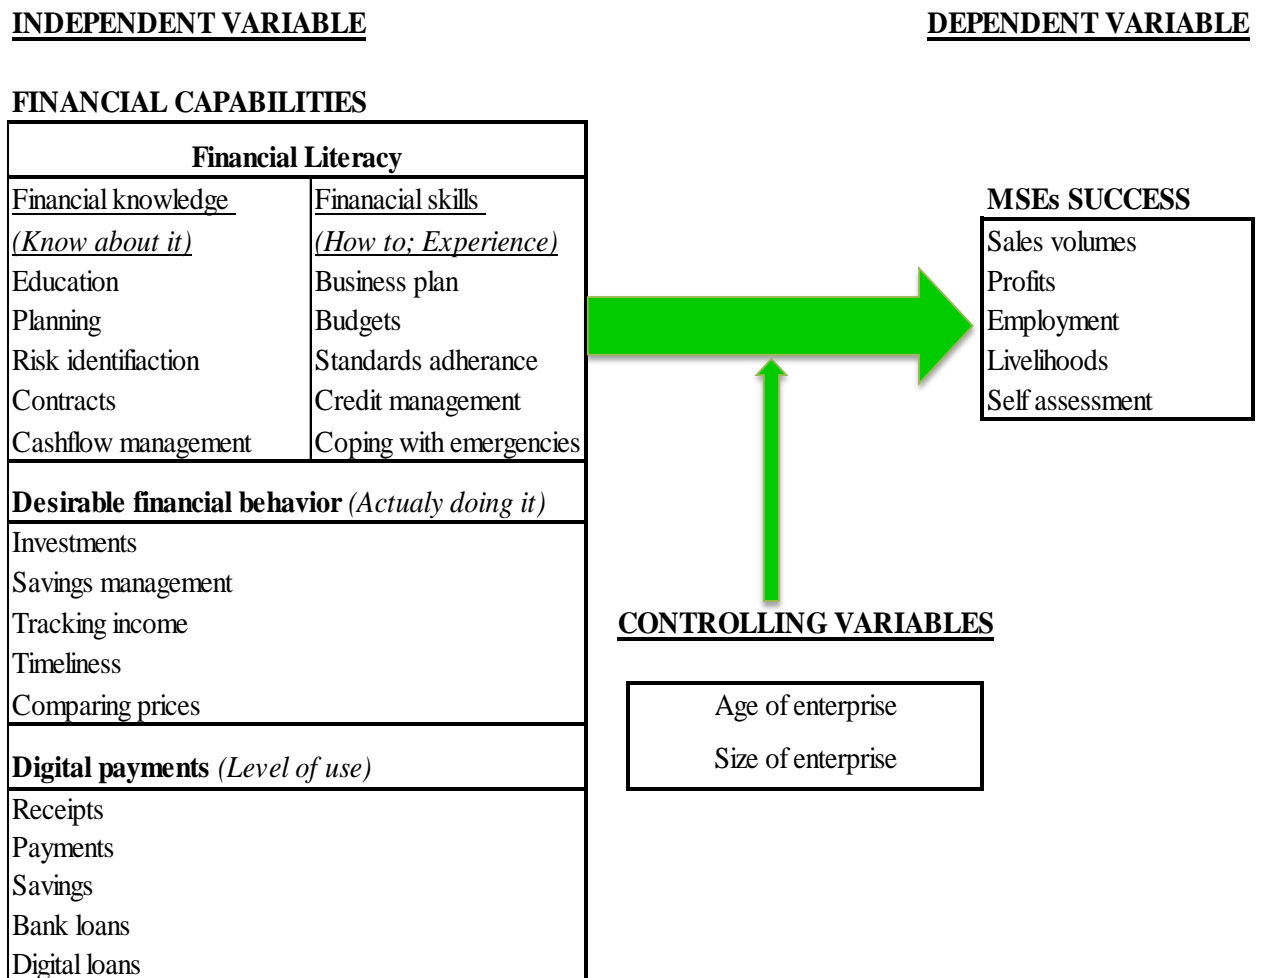 INDEPENDENT VARIABLE
DEPENDENT VARIABLE
FINANCIAL CAPABILITIES
Financial Literacy
Financial knowledge
(Know about it)
Education
Planning
Risk identifiaction
Contracts
Cashflow management
Finanacial skills
(How to; Experience)
Business plan
Budgets
Standards adherance
Credit management
Coping with emergencies
Desirable financial behavior (Actualy doing it)
Investments
Savings management
Tracking income
Timeliness
Comparing prices
Digital payments (Level of use)
Receipts
Payments
Savings
Bank loans
Digital loans
CONTROLLING VARIABLES
Age of enterprise
Size of enterprise
MSEs SUCCESS
Sales volumes
Profits
Employment
Livelihoods
Self assessment